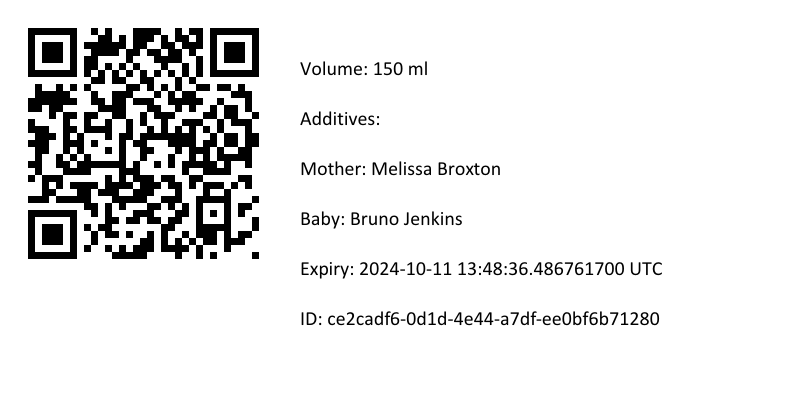 Volume: 150 ml
Additives:
Mother: Melissa Broxton
Baby: Bruno Jenkins
Expiry: 2024-10-11 13:48:36.486761700 UTC
ID: ce2cadf6-0d1d-4e44-a7df-ee0bf6b71280